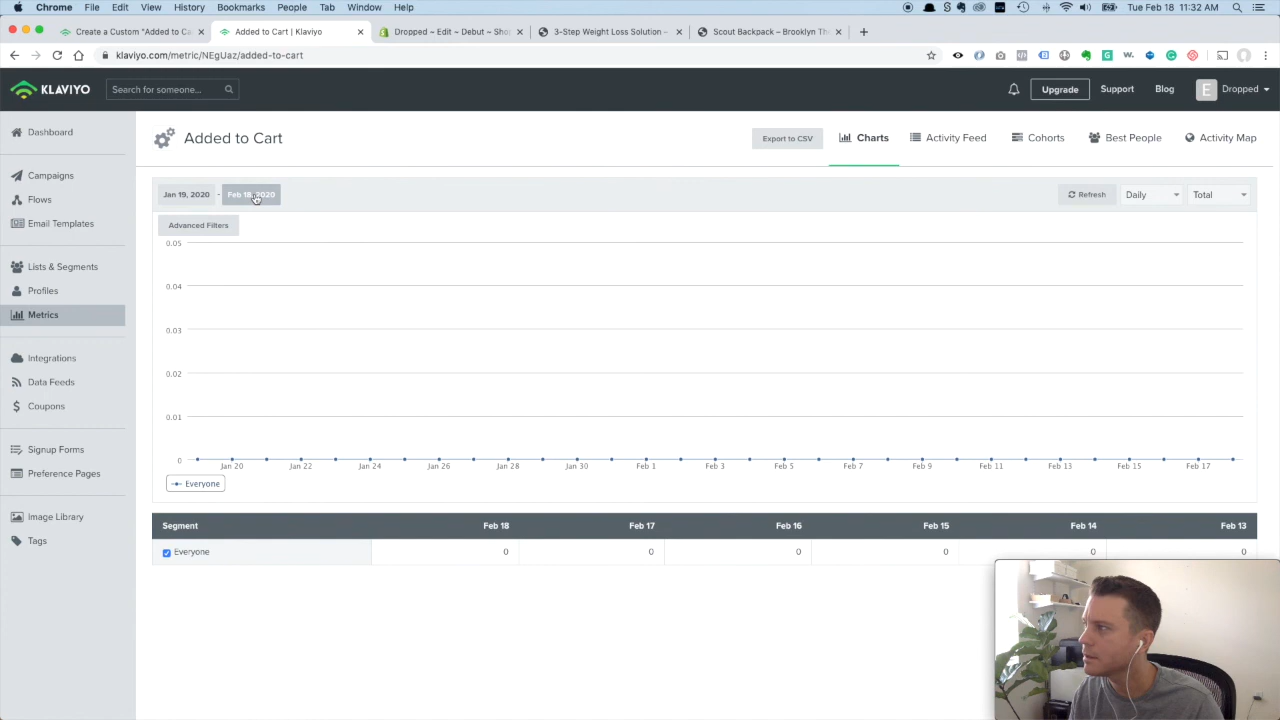 Chrome File Edit View History Bookmarks People Tab Window Help
Tue Feb 18 11:32 AM
Create a Custom "Added to Ca
Added to Cart | Klaviyo
Dropped ~ Edit ~ Debut ~ Sho
3-Step Weight Loss Solution –
Scout Backpack – Brooklyn Th
klaviyo.com/metric/NEgUaz/added-to-cart
KLAVIYO
Search for someone...
Upgrade
Support
Blog
E
Dropped
Dashboard
Campaigns
Flows
Email Templates
Lists & Segments
Profiles
Metrics
Integrations
Data Feeds
Coupons
Signup Forms
Preference Pages
Image Library
Tags
Added to Cart
Export to CSV
Charts
Activity Feed
Cohorts
Best People
Activity Map
Jan 19, 2020 - Feb 18, 2020
Refresh
Daily
Total
Advanced Filters
0.05
0.04
0.03
0.02
0.01
0
Jan 20 Jan 22 Jan 24 Jan 26 Jan 28 Jan 30 Feb 1 Feb 3 Feb 5 Feb 7 Feb 9 Feb 11 Feb 13 Feb 15 Feb 17
Everyone
Segment Feb 18 Feb 17 Feb 16 Feb 15 Feb 14 Feb 13
Everyone 0 0 0 0 0 0